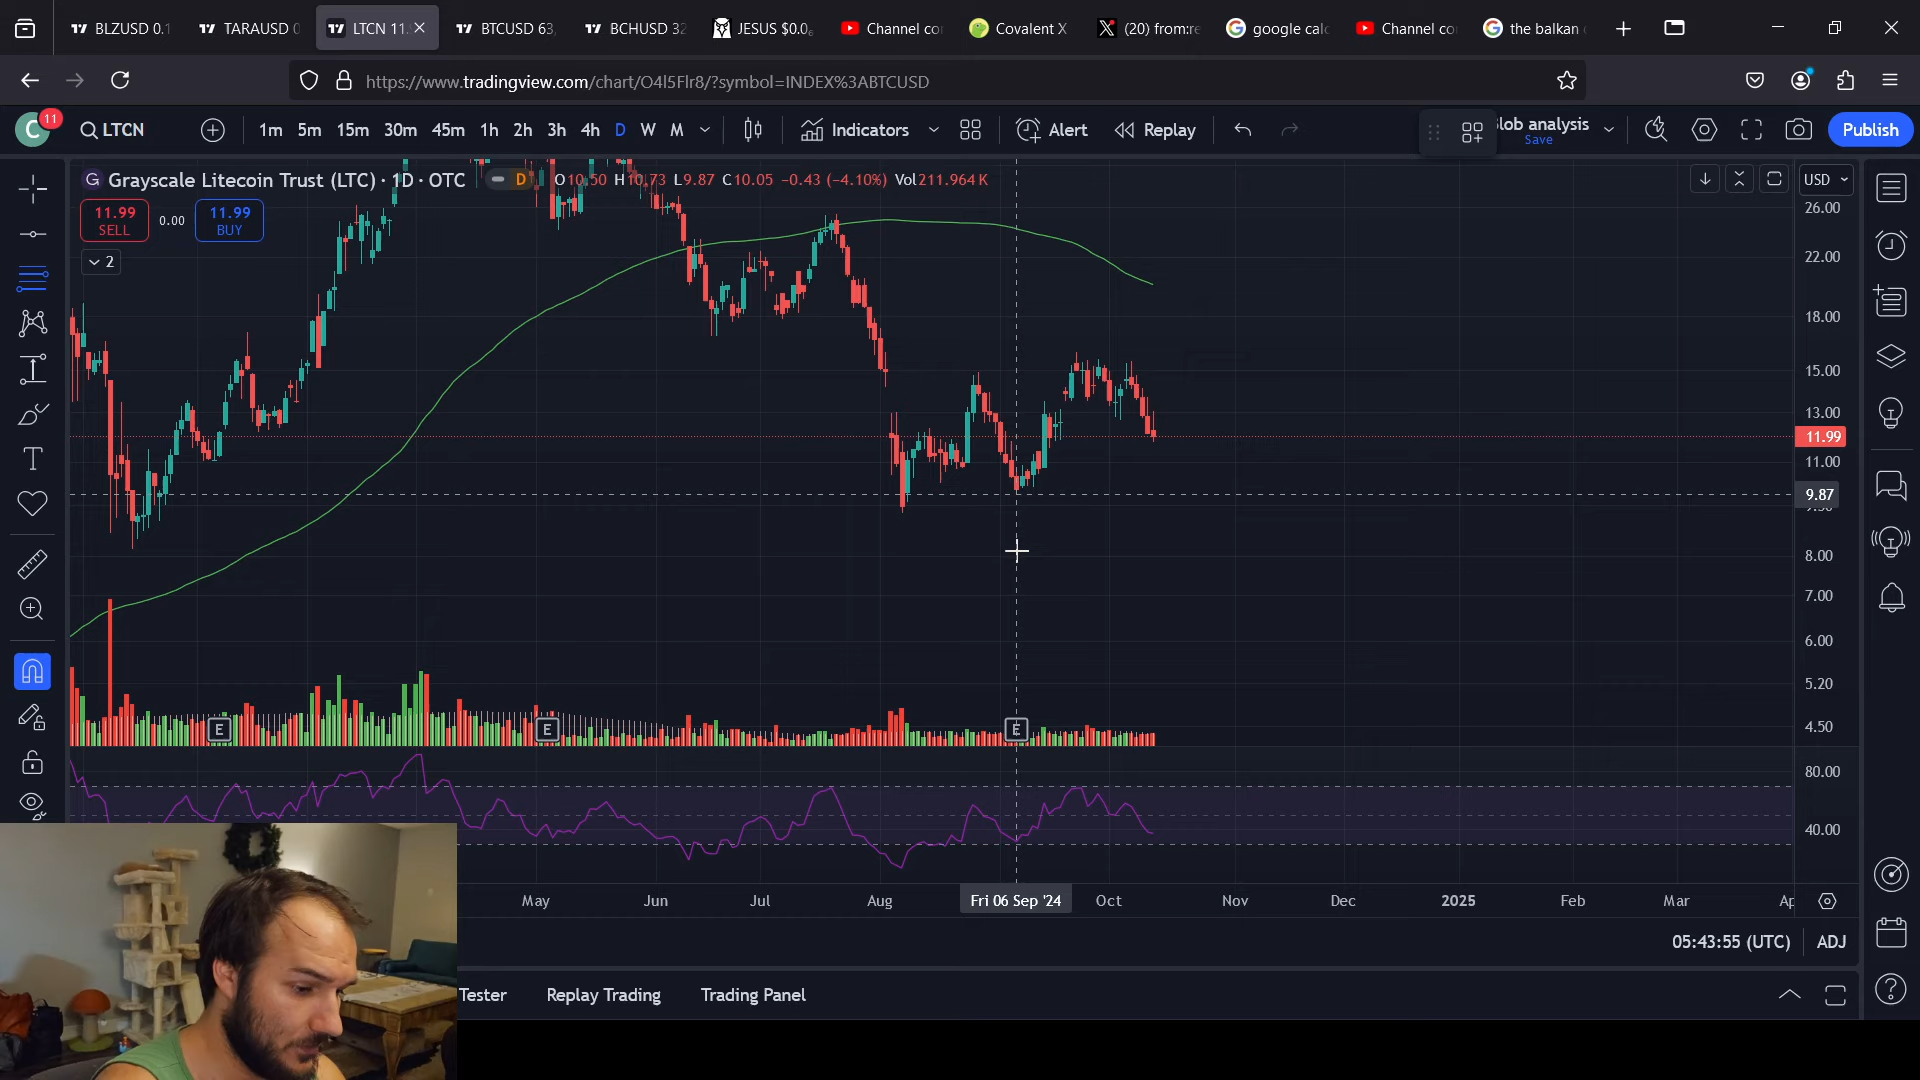 BLZUSD 0.1
TARAUSD 0
LTCN 11.
BTCUSD 63,
BCHUSD 32
JESUS $0.0
Channel co
Covalent X
(20) from:re
google calc
Channel co
the balkan
https://www.tradingview.com/chart/O4l5Flr8/?symbol=INDEX%3ABTCUSD
C 11 LTCN 1m 5m 15m 30m 45m 1h 2h 3h 4h D W M Indicators Alert Replay lob analysis Save Publish
G Grayscale Litecoin Trust (LTC) · 1D · OTC D O10.50 H10.73 L9.87 C10.05 −0.43 (−4.10%) Vol211.964K USD
11.99 SELL 0.00 11.99 BUY
2
26.00
22.00
18.00
15.00
13.00
11.99
11.00
9.87
8.00
7.00
6.00
5.20
4.50
E E E
80.00
40.00
May Jun Jul Aug Fri 06 Sep '24 Oct Nov Dec 2025 Feb Mar
05:43:55 (UTC) ADJ
Tester Replay Trading Trading Panel